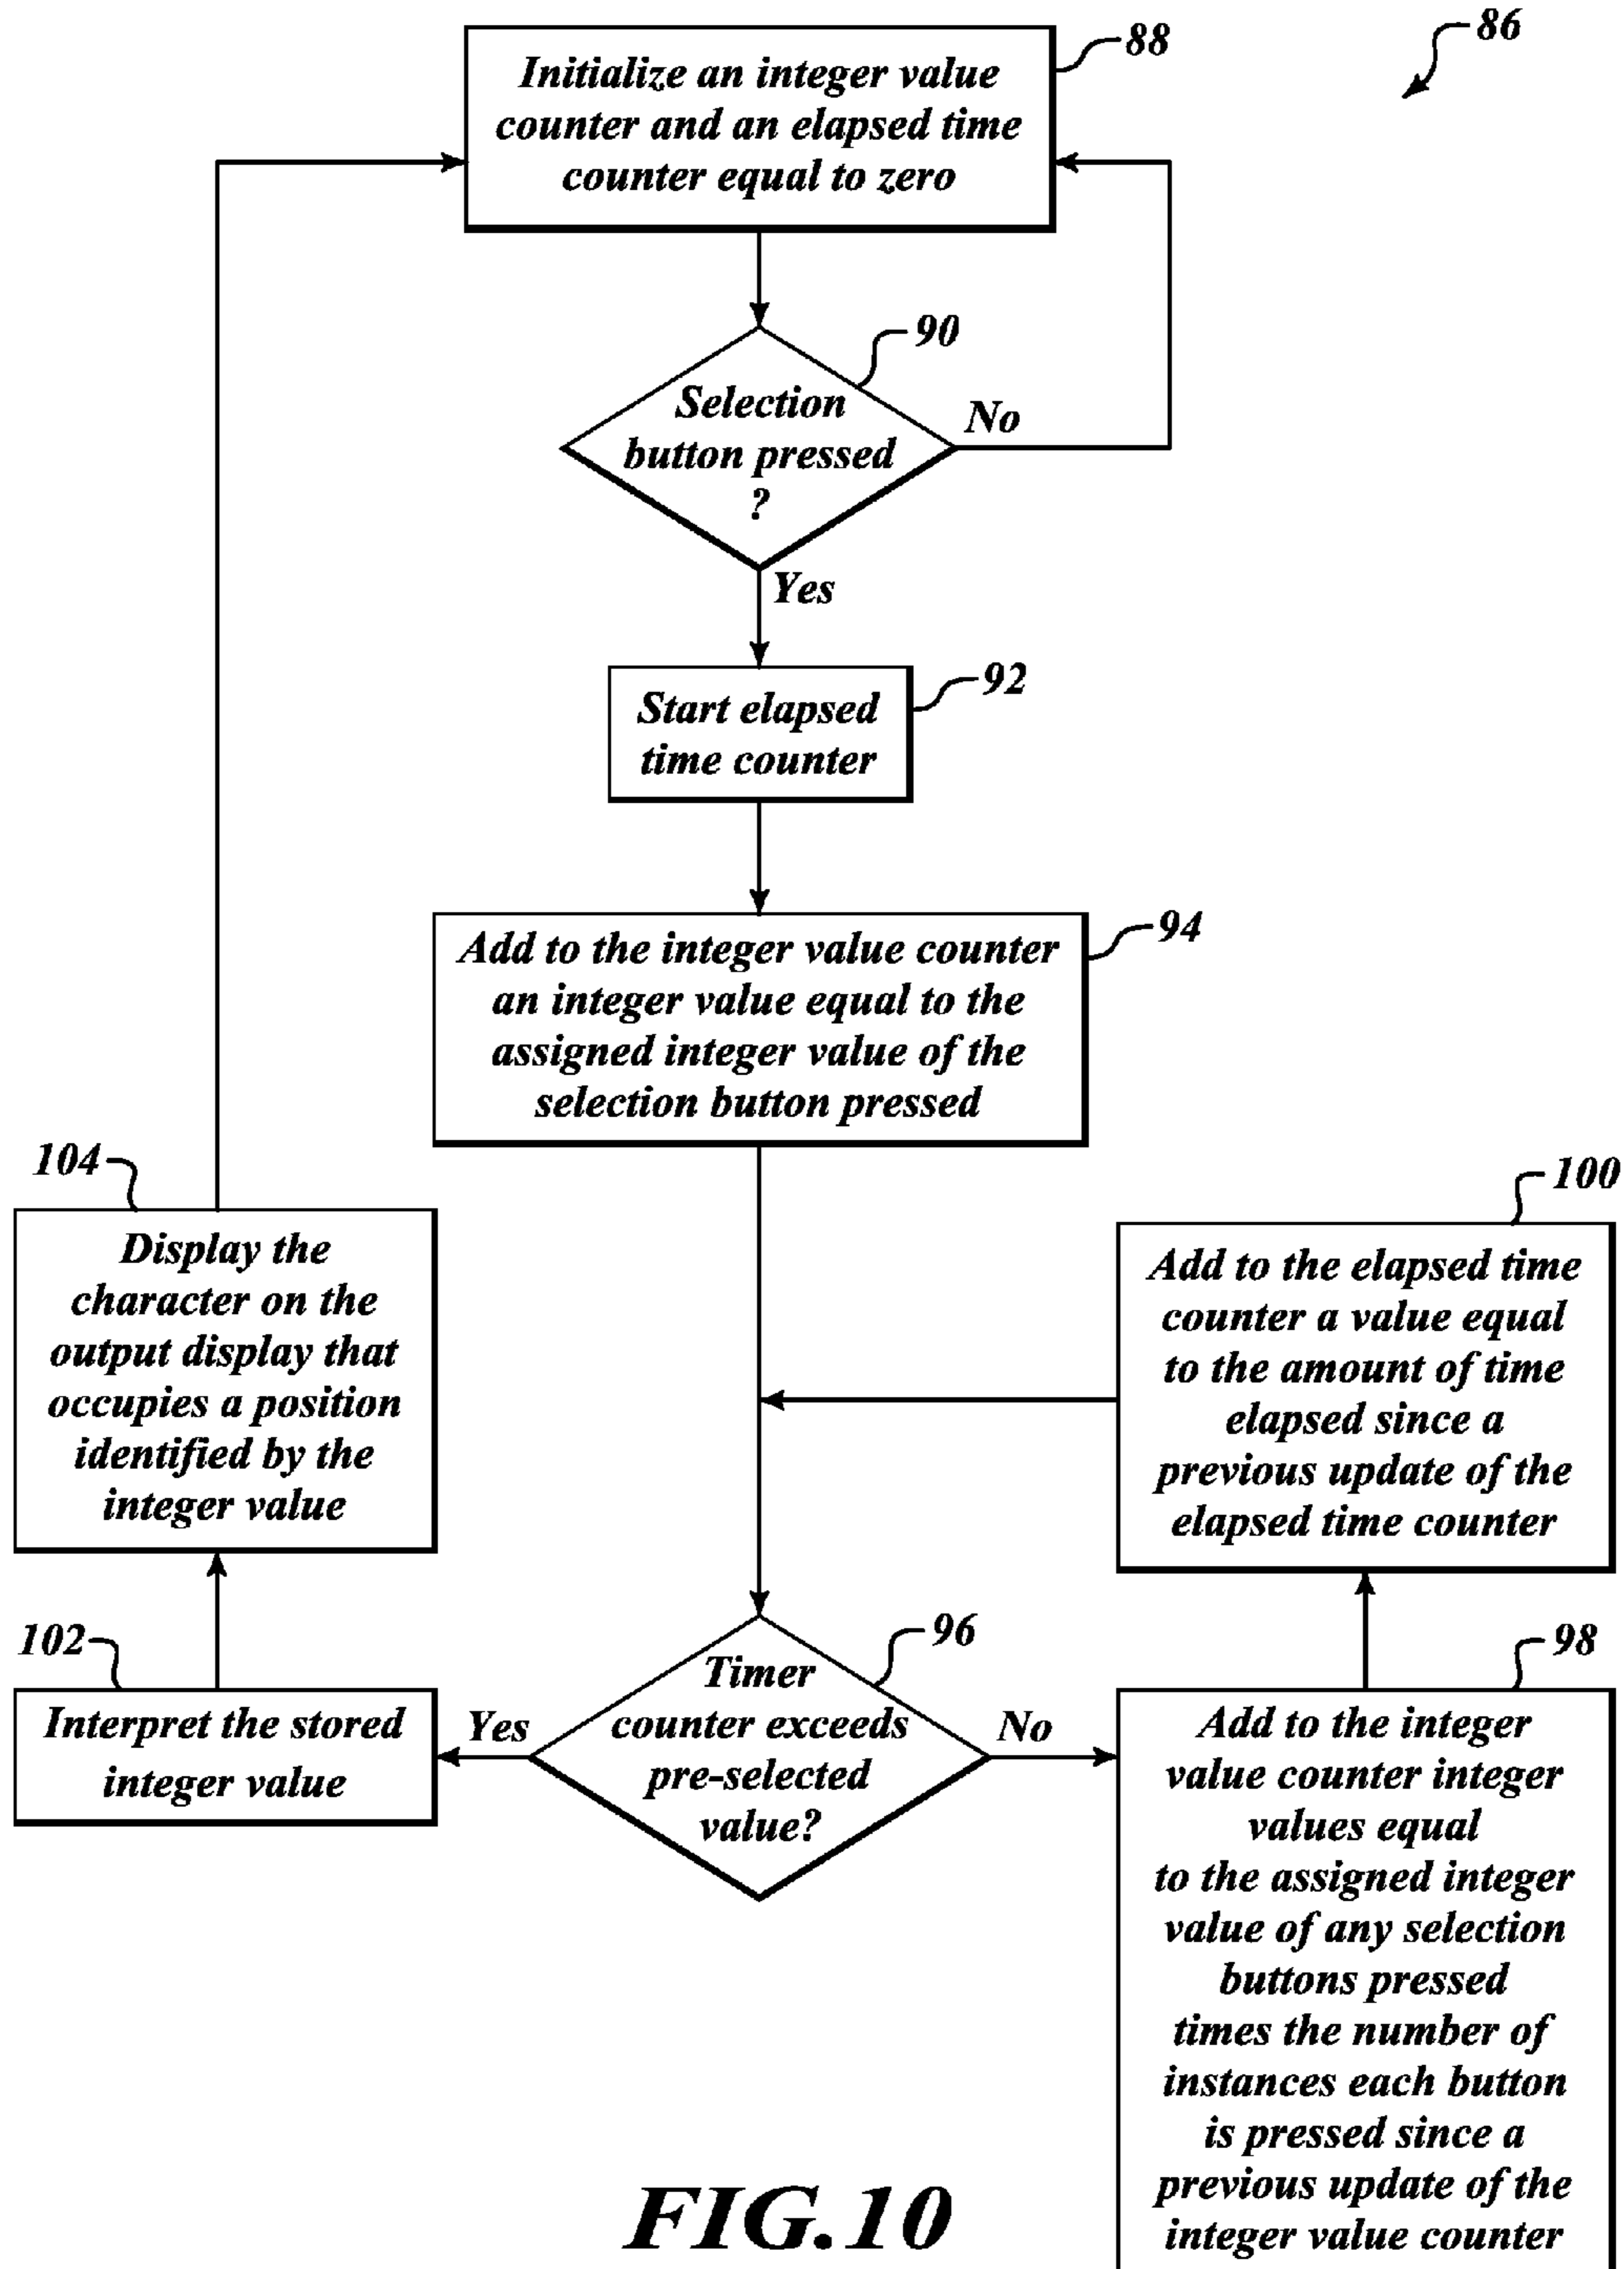 86
88
Initialize an integer value
counter and an elapsed time
counter equal to zero
90
Selection
button pressed
?
No
Yes
92
Start elapsed
time counter
94
Add to the integer value counter
an integer value equal to the
assigned integer value of the
selection button pressed
104
Display the
character on the
output display that
occupies a position
identified by the
integer value
100
Add to the elapsed time
counter a value equal
to the amount of time
elapsed since a
previous update of the
elapsed time counter
102
Interpret the stored
integer value
Yes
96
Timer
counter exceeds
pre-selected
value?
No
98
Add to the integer
value counter integer
values equal
to the assigned integer
value of any selection
buttons pressed
times the number of
instances each button
is pressed since a
previous update of the
integer value counter
FIG.10